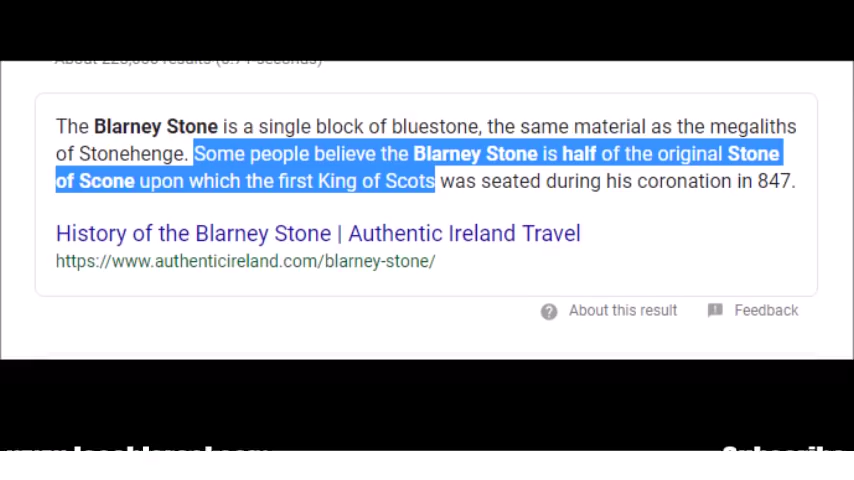 The Blarney Stone is a single block of bluestone, the same material as the megaliths
of Stonehenge. Some people believe the Blarney Stone is half of the original Stone
of Scone upon which the first King of Scots was seated during his coronation in 847.
History of the Blarney Stone | Authentic Ireland Travel
https://www.authenticireland.com/blarney-stone/
About this result Feedback